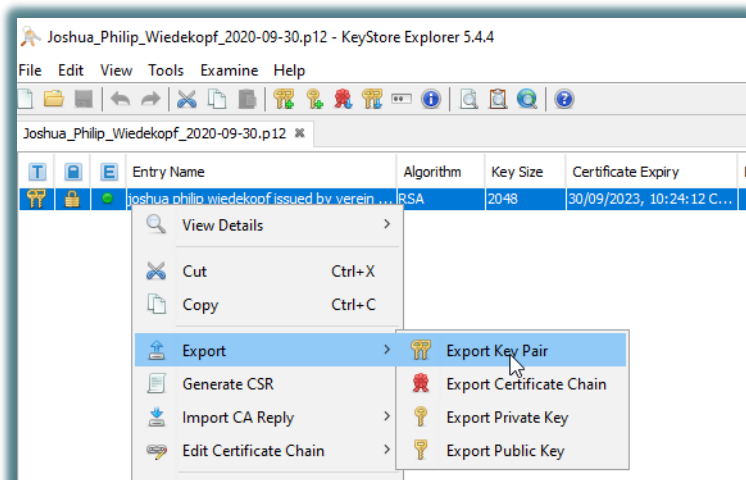 Joshua_Philip_Wiedekopf_2020-09-30.p12 - KeyStore Explorer 5.4.4
File Edit View Tools Examine Help
Joshua_Philip_Wiedekopf_2020-09-30.p12
T E Entry Name Algorithm Key Size Certificate Expiry
joshua philip wiedekopf issued by verein ... RSA 2048 30/09/2023, 10:24:12 C...
View Details
Cut Ctrl+X
Copy Ctrl+C
Export
Export Key Pair
Generate CSR
Export Certificate Chain
Import CA Reply
Export Private Key
Edit Certificate Chain
Export Public Key